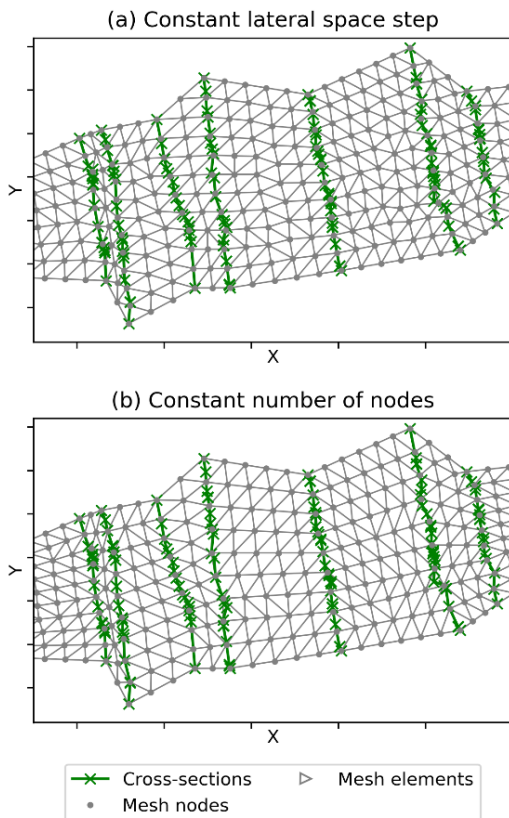 (a) Constant lateral space step
Y
X
(b) Constant number of nodes
Y
X
Cross-sections
Mesh elements
Mesh nodes